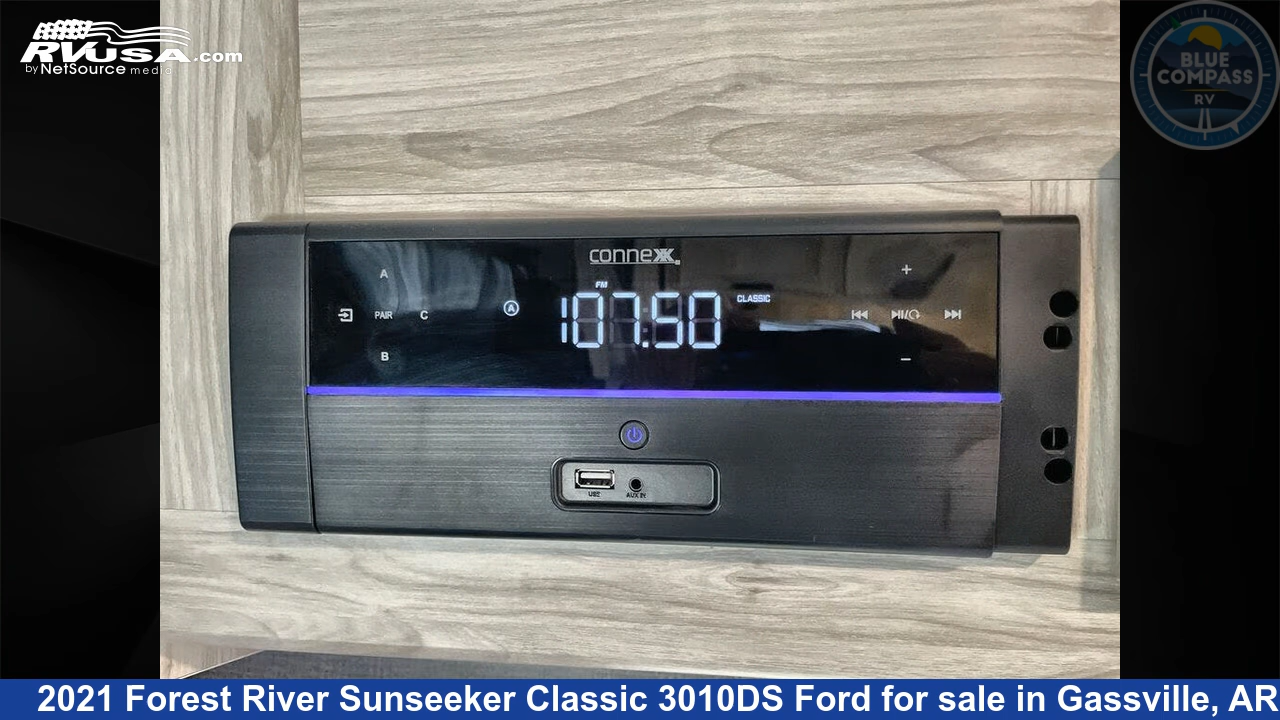 RVUSA.com
by NetSource media
BLUE
COMPASS
RV
conneXX
A
FM
CLASSIC
+
PAIR
C
A
107.50
B
−
USB
AUX IN
2021 Forest River Sunseeker Classic 3010DS Ford for sale in Gassville, AR